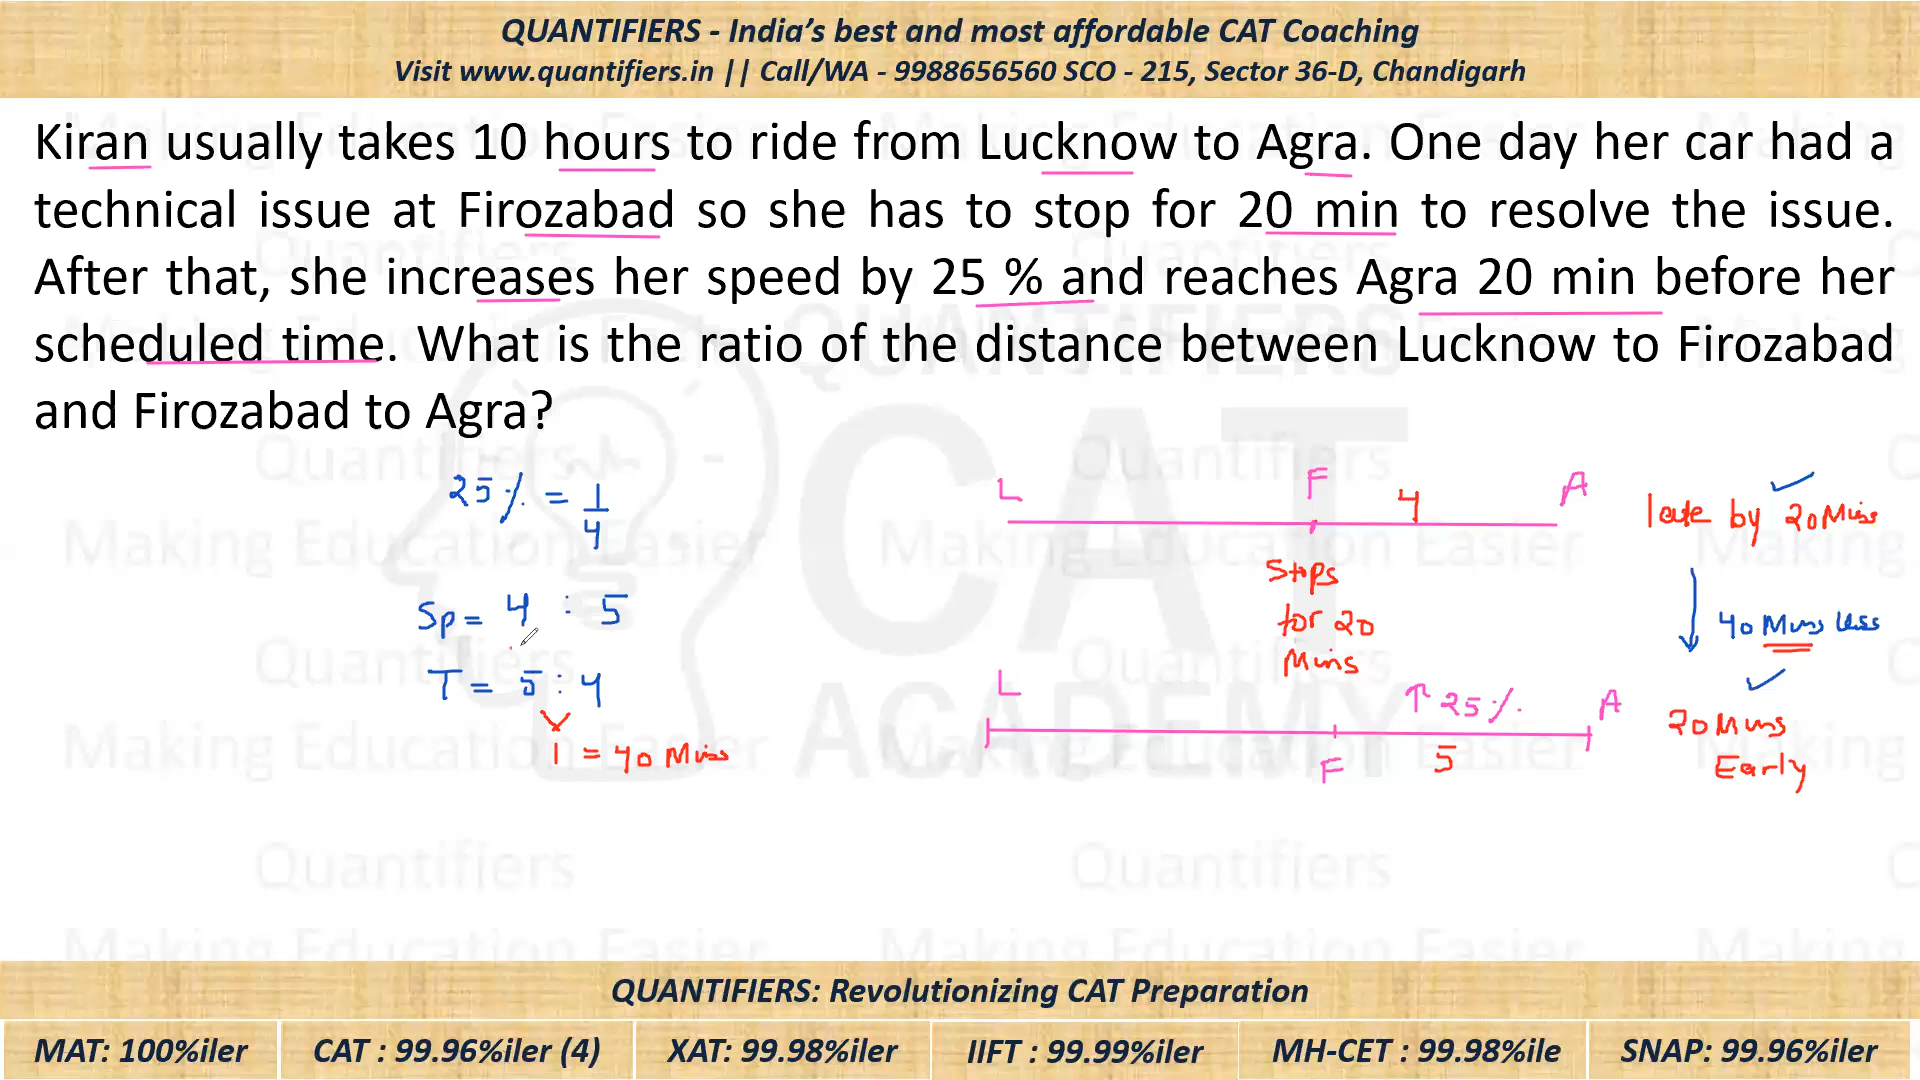 QUANTIFIERS - India's best and most affordable CAT Coaching
Visit www.quantifiers.in || Call/WA - 9988656560 SCO - 215, Sector 36-D, Chandigarh
Kiran usually takes 10 hours to ride from Lucknow to Agra. One day her car had a
technical issue at Firozabad so she has to stop for 20 min to resolve the issue.
After that, she increases her speed by 25 % and reaches Agra 20 min before her
scheduled time. What is the ratio of the distance between Lucknow to Firozabad
and Firozabad to Agra?
25% = 1/4
Sp = 4 : 5
T = 5 : 4
1 = 40 Mins
L F 4 A
Stops
for 20
Mins
L ↑ 25% A
F 5
late by 20 Mins
40 Mins less
20 Mins
Early
QUANTIFIERS
CAT
ACADEMY
Quantifiers
Making Education Easier
QUANTIFIERS: Revolutionizing CAT Preparation
MAT: 100%iler
CAT : 99.96%iler (4)
XAT: 99.98%iler
IIFT : 99.99%iler
MH-CET : 99.98%ile
SNAP: 99.96%iler